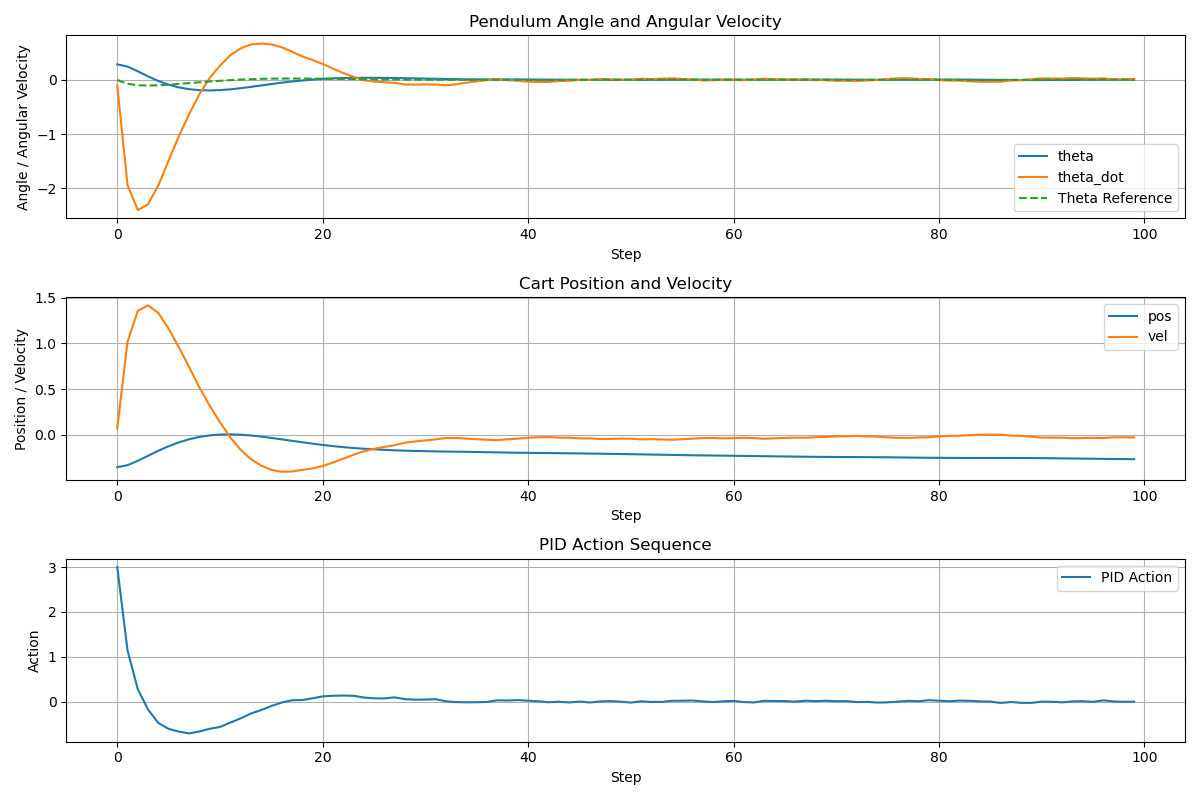 Pendulum Angle and Angular Velocity
Angle / Angular Velocity
0
−1
−2
theta
theta_dot
Theta Reference
0 20 40 60 80 100
Step
Cart Position and Velocity
Position / Velocity
1.5
1.0
0.5
0.0
pos
vel
0 20 40 60 80 100
Step
PID Action Sequence
Action
3
2
1
0
PID Action
0 20 40 60 80 100
Step